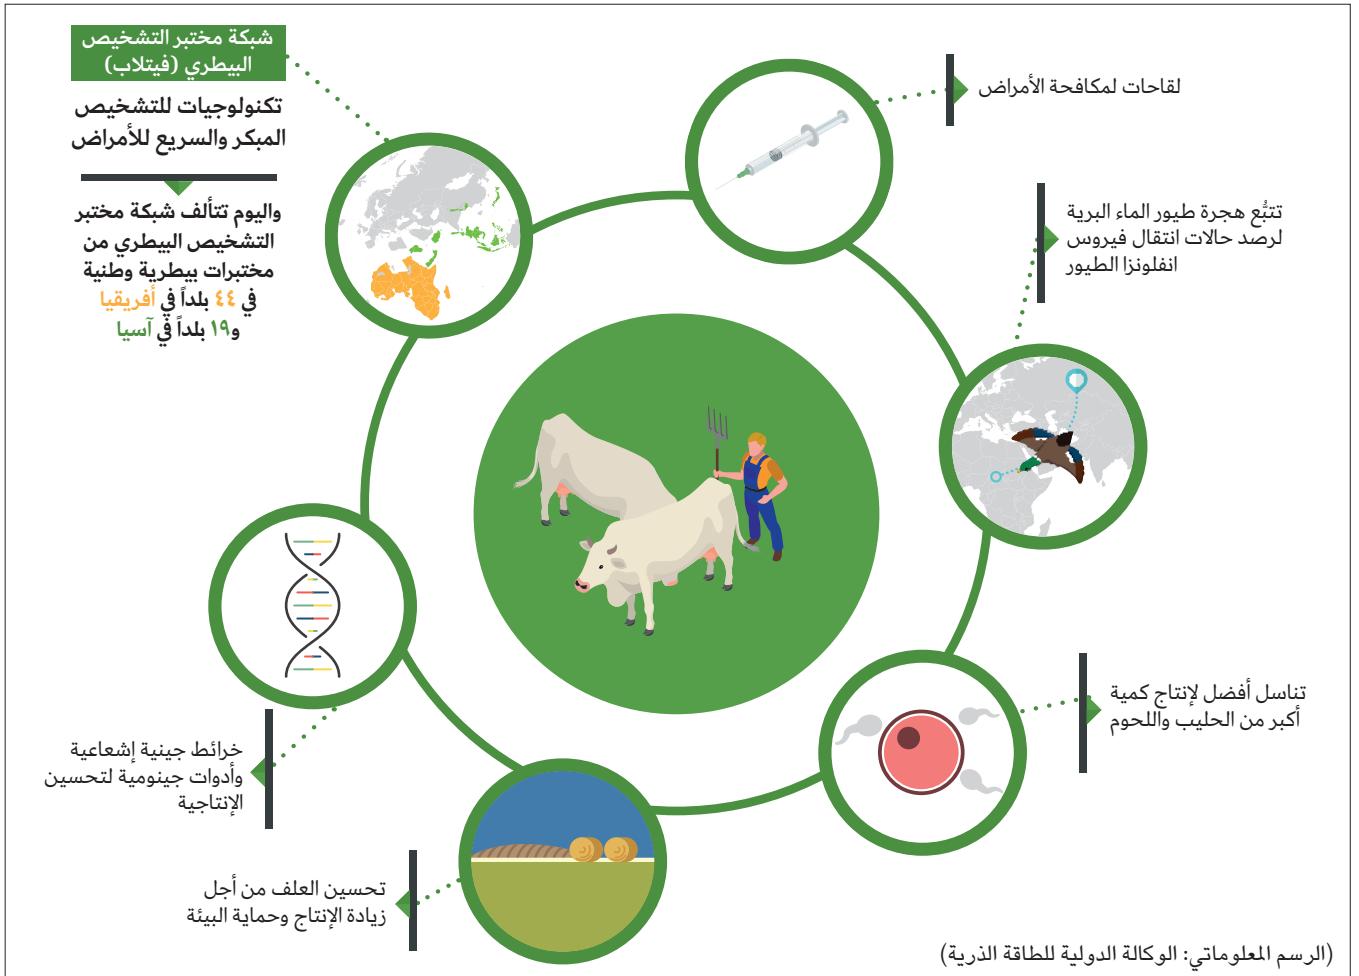 شبكة مختبر التشخيص
البيطري (فيتلاب)
تكنولوجيات للتشخيص
المبكر والسريع للأمراض
واليوم تتألف شبكة مختبر
التشخيص البيطري من
مختبرات بيطرية وطنية
في ٤٤ بلداً في أفريقيا
و١٩ بلداً في آسيا
لقاحات لمكافحة الأمراض
تتبُّع هجرة طيور الماء البرية
لرصد حالات انتقال فيروس
انفلونزا الطيور
تناسل أفضل لإنتاج كمية
أكبر من الحليب واللحوم
خرائط جينية إشعاعية
وأدوات جينومية لتحسين
الإنتاجية
تحسين العلف من أجل
زيادة الإنتاج وحماية البيئة
(الرسم المعلوماتي: الوكالة الدولية للطاقة الذرية)